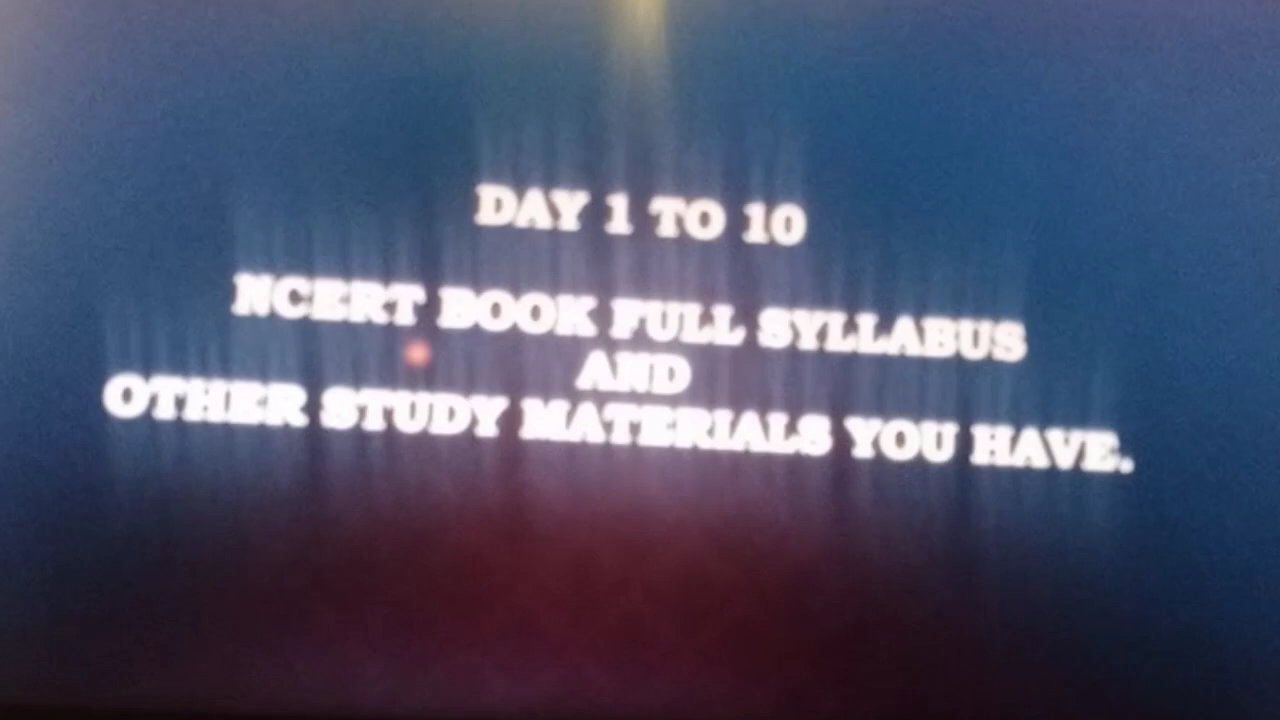 DAY 1 TO 10
NCERT BOOK FULL SYLLABUS
AND
OTHER STUDY MATERIALS YOU HAVE.